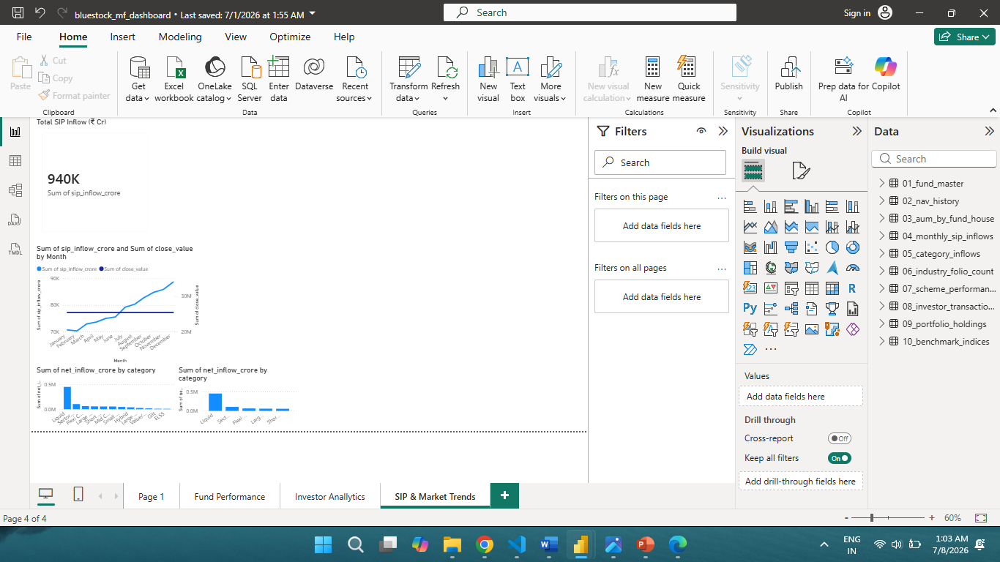 bluestock_mf_dashboard • Last saved: 7/1/2026 at 1:55 AM
Search
Sign in
File
Home
Insert
Modeling
View
Optimize
Help
Share
Paste
Cut
Copy
Format painter
Clipboard
Get data
Excel workbook
OneLake catalog
SQL Server
Enter data
Dataverse
Recent sources
Data
Transform data
Refresh
Queries
New visual
Text box
More visuals
Insert
New visual calculation
New measure
Quick measure
Calculations
Sensitivity
Sensitivity
Publish
Share
Prep data for AI
Copilot
Copilot
DAX
TMDL
Total SIP Inflow (₹ Cr)
940K
Sum of sip_inflow_crore
Sum of sip_inflow_crore and Sum of close_value
by Month
Sum of sip_inflow_crore
Sum of close_value
Sum of sip_inflow_crore
90K
80K
70K
30M
20M
Sum of close_value
January
February
March
April
May
June
July
August
September
October
November
December
Month
Sum of net_inflow_crore by category
Sum of net_i...
0.5M
0.0M
Liquid
Sector...
Flexi C...
Large ...
Short ...
Mid C...
Small ...
Hybrid
Large ...
Value/...
Gilt
ELSS
Sum of net_inflow_crore by
category
Sum of ne...
0.5M
0.0M
Liquid
Sect...
Flexi ...
Larg...
Shor...
Filters
Search
Filters on this page
...
Add data fields here
Filters on all pages
...
Add data fields here
Visualizations
Build visual
123
R
Py
...
Values
Add data fields here
Drill through
Cross-report
Off
Keep all filters
On
Add drill-through fields here
Data
Search
01_fund_master
02_nav_history
03_aum_by_fund_house
04_monthly_sip_inflows
05_category_inflows
06_industry_folio_count
07_scheme_performan...
08_investor_transactio...
09_portfolio_holdings
10_benchmark_indices
Page 1
Fund Performance
Investor Anallytics
SIP & Market Trends
+
Page 4 of 4
-
+
60%
ENG
IN
1:03 AM
7/8/2026